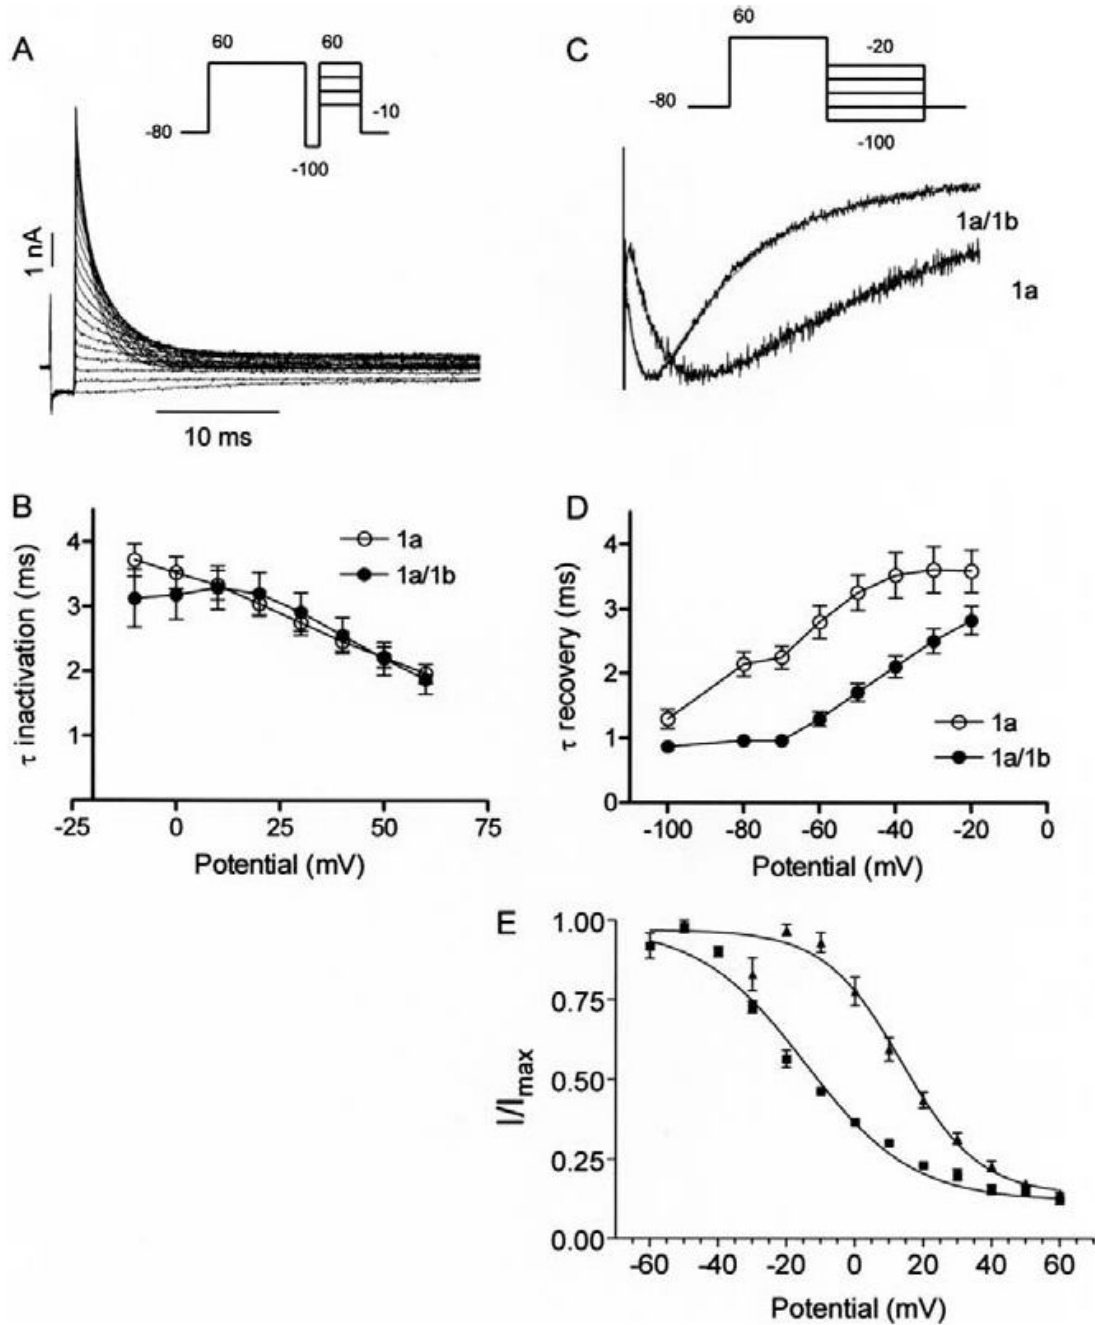 A
60
60
-80
-10
-100
1 nA
10 ms
C
60
-20
-80
-100
1a/1b
1a
B
τ inactivation (ms)
4
3
2
1
1a
1a/1b
-25
0
25
50
75
Potential (mV)
D
τ recovery (ms)
4
3
2
1
0
1a
1a/1b
-100
-80
-60
-40
-20
0
Potential (mV)
E
I/Imax
1.00
0.75
0.50
0.25
0.00
-60
-40
-20
0
20
40
60
Potential (mV)